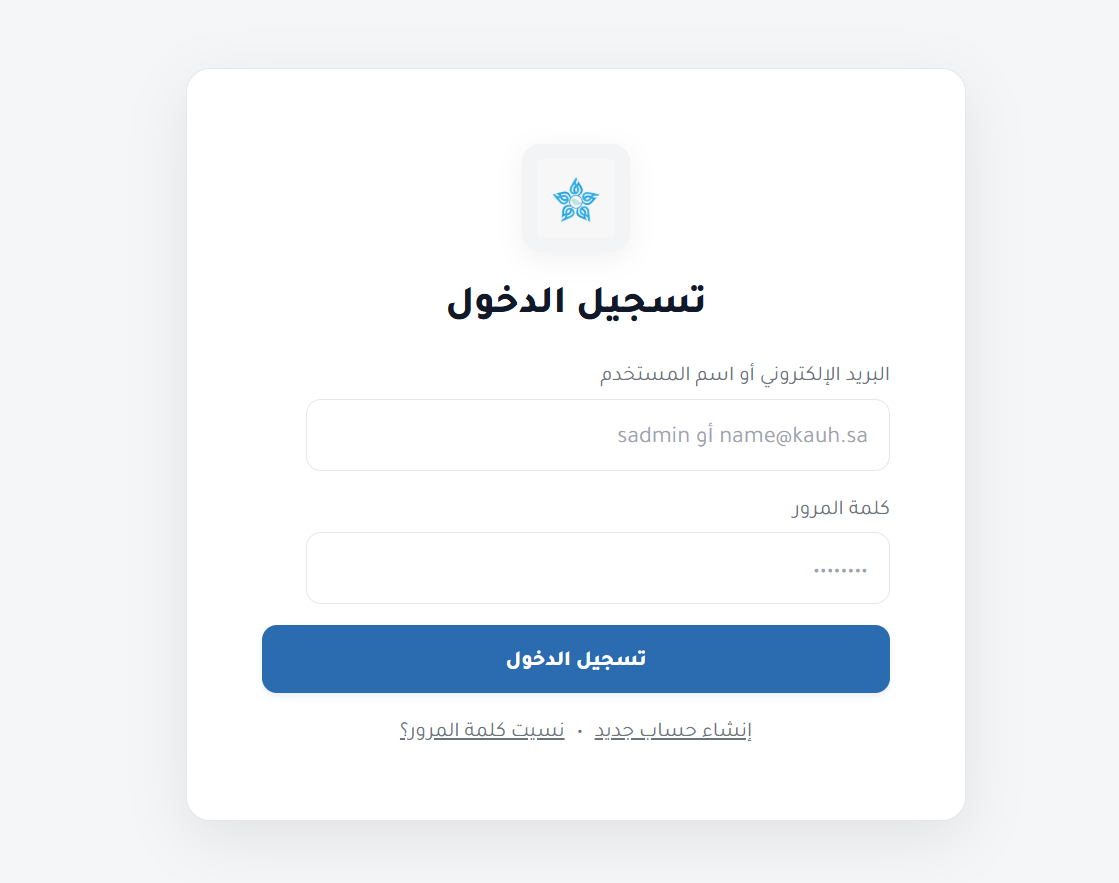 تسجيل الدخول
البريد الإلكتروني أو اسم المستخدم
name@kauh.sa أو sadmin
كلمة المرور
••••••••
تسجيل الدخول
إنشاء حساب جديد • نسيت كلمة المرور؟